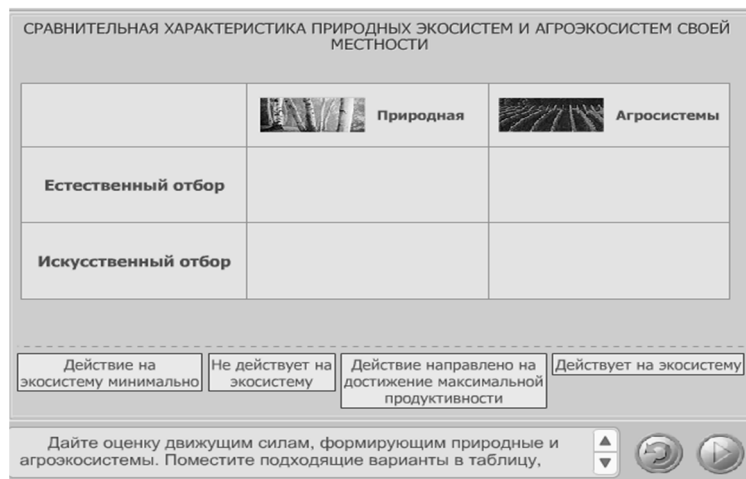 СРАВНИТЕЛЬНАЯ ХАРАКТЕРИСТИКА ПРИРОДНЫХ ЭКОСИСТЕМ И АГРОЭКОСИСТЕМ СВОЕЙ
МЕСТНОСТИ
Природная
Агросистемы
Естественный отбор
Искусственный отбор
Действие на
экосистему минимально
Не действует на
экосистему
Действие направлено на
достижение максимальной
продуктивности
Действует на экосистему
Дайте оценку движущим силам, формирующим природные и
агроэкосистемы. Поместите подходящие варианты в таблицу,